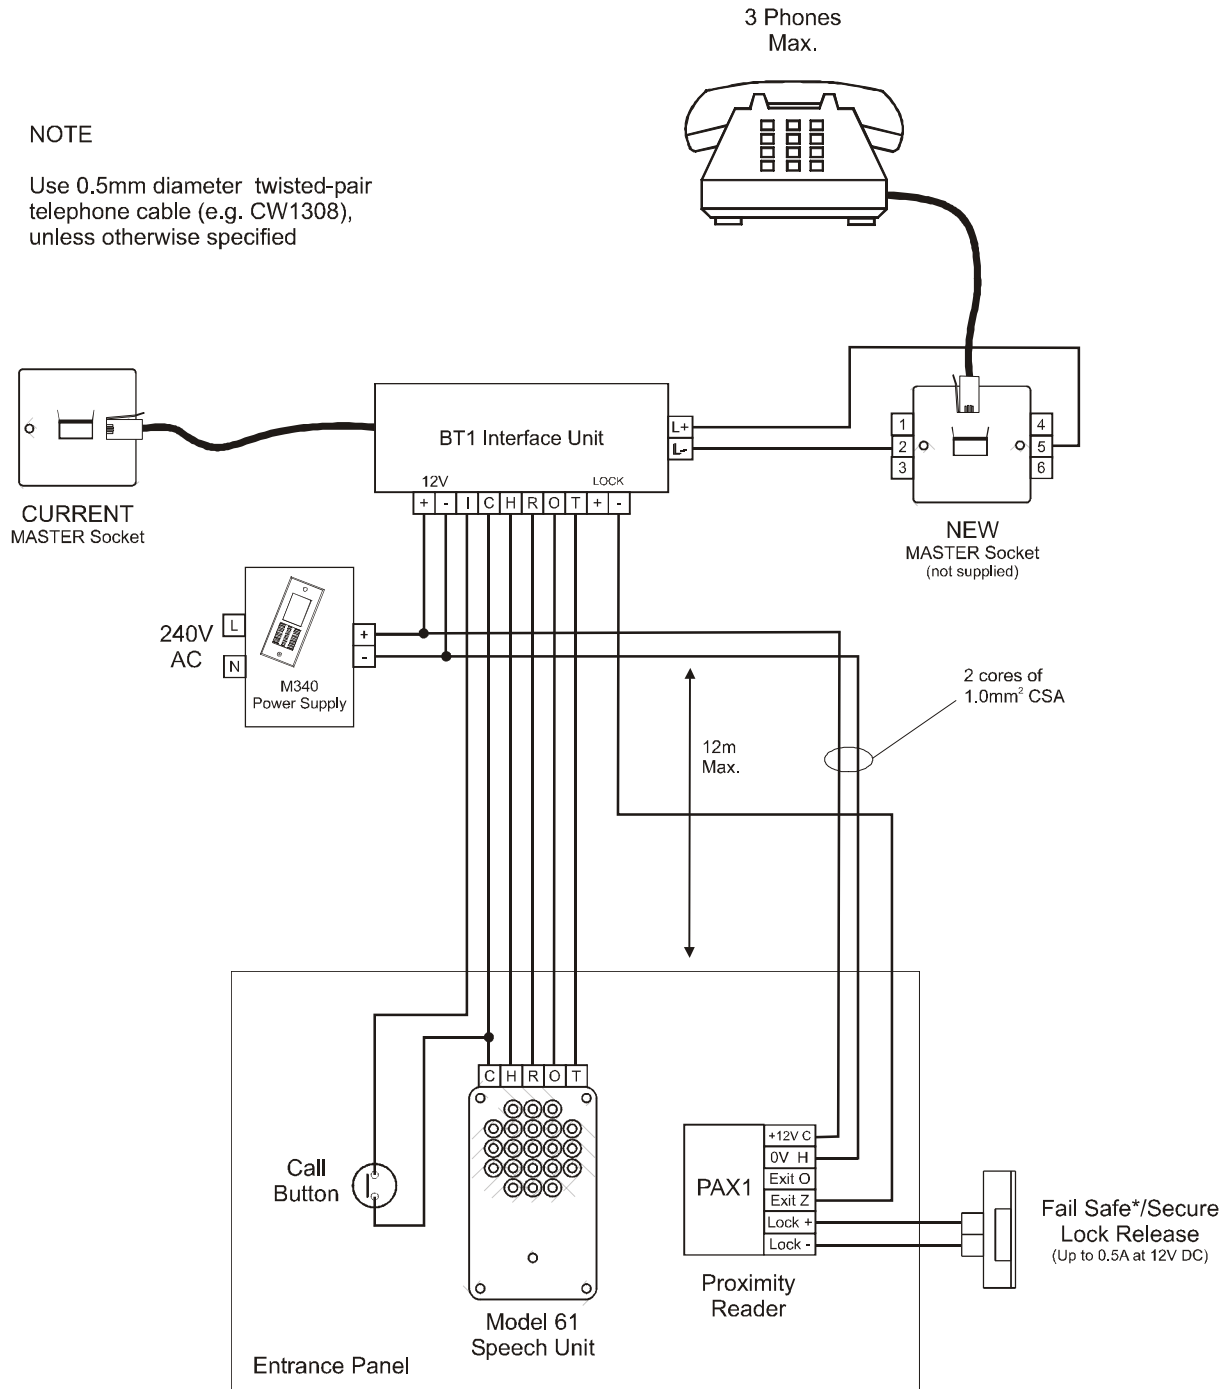 3 Phones
Max.
NOTE
Use 0.5mm diameter twisted-pair
telephone cable (e.g. CW1308),
unless otherwise specified
BT1 Interface Unit
12V
LOCK
+ - I C H R O T + -
L+
L-
1
2
3
4
5
6
CURRENT
MASTER Socket
NEW
MASTER Socket
(not supplied)
240V
AC
L
N
+
-
M340
Power Supply
2 cores of
1.0mm² CSA
12m
Max.
C H R O T
Call
Button
Model 61
Speech Unit
PAX1
+12V C
0V H
Exit O
Exit Z
Lock +
Lock -
Proximity
Reader
Fail Safe*/Secure
Lock Release
(Up to 0.5A at 12V DC)
Entrance Panel